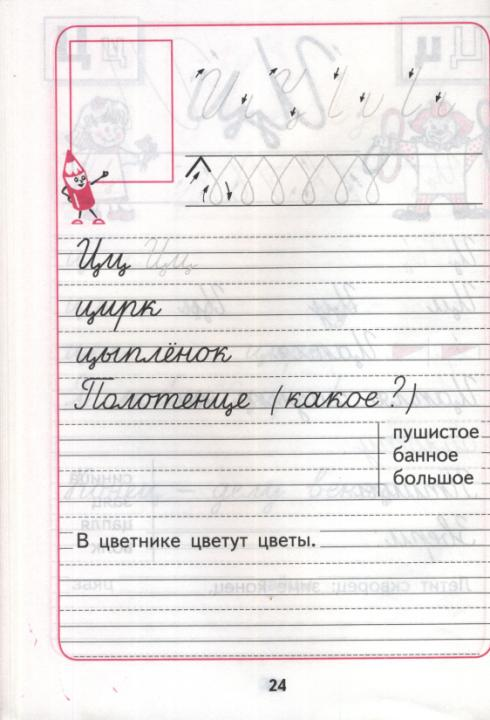 Цц Цц
цирк
цыплёнок
Полотенце (какое?)
пушистое
банное
большое
В цветнике цветут цветы.
24